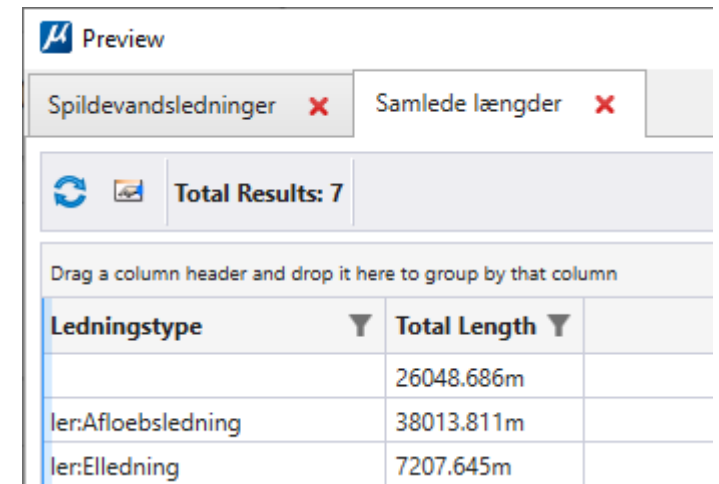 Preview
Spildevandsledninger
Samlede længder
Total Results: 7
Drag a column header and drop it here to group by that column
Ledningstype Total Length
26048.686m
ler:Afloebsledning 38013.811m
ler:Elledning 7207.645m